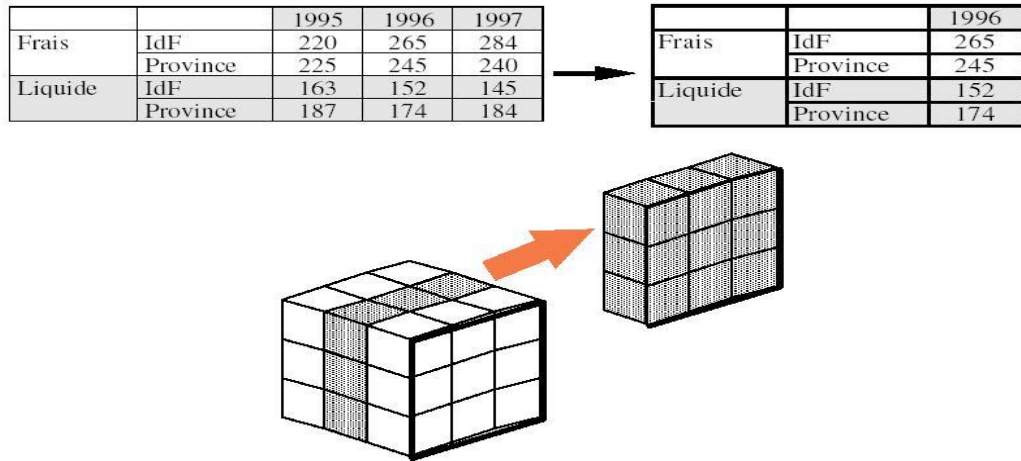 1995 1996 1997
Frais IdF 220 265 284
Province 225 245 240
Liquide IdF 163 152 145
Province 187 174 184
1996
Frais IdF 265
Province 245
Liquide IdF 152
Province 174